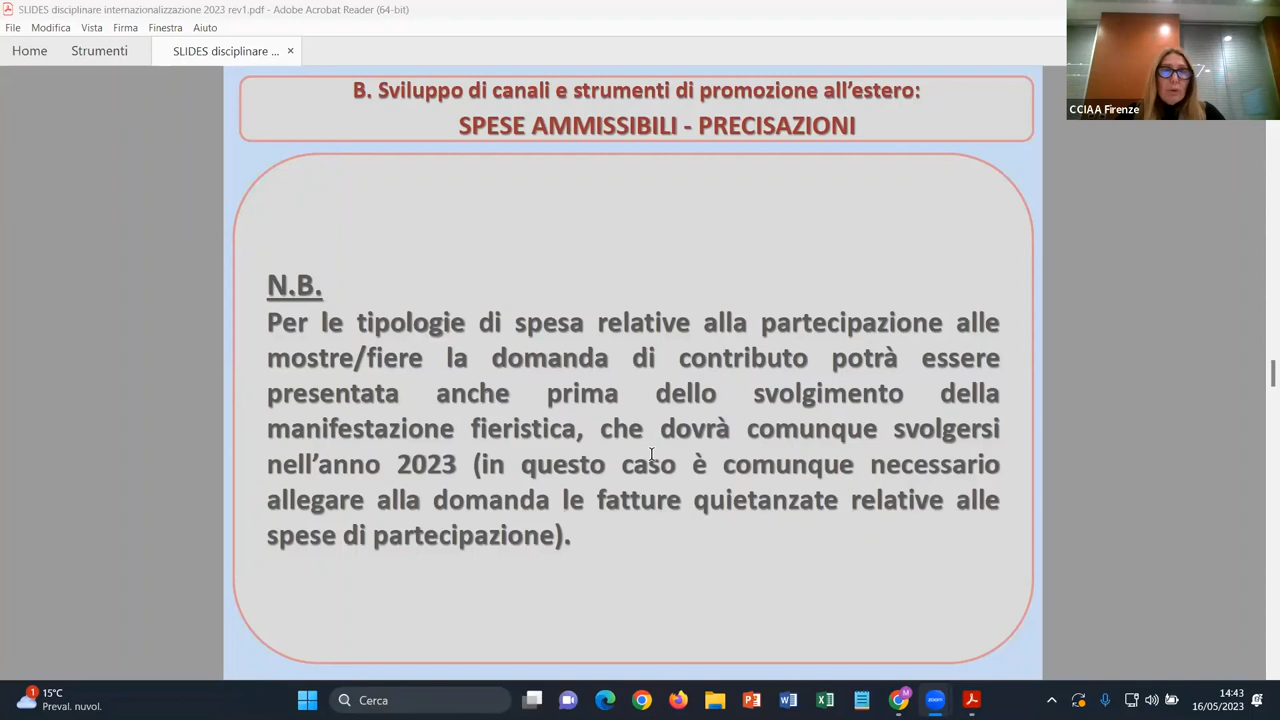 SLIDES disciplinare internazionalizzazione 2023 rev1.pdf - Adobe Acrobat Reader (64-bit)
File Modifica Vista Firma Finestra Aiuto
Home Strumenti SLIDES disciplinare ... ×
CCIAA Firenze
B. Sviluppo di canali e strumenti di promozione all’estero:
SPESE AMMISSIBILI - PRECISAZIONI
N.B.
Per le tipologie di spesa relative alla partecipazione alle
mostre/fiere la domanda di contributo potrà essere
presentata anche prima dello svolgimento della
manifestazione fieristica, che dovrà comunque svolgersi
nell’anno 2023 (in questo caso è comunque necessario
allegare alla domanda le fatture quietanzate relative alle
spese di partecipazione).
1
15°C
Preval. nuvol.
Cerca
14:43
16/05/2023